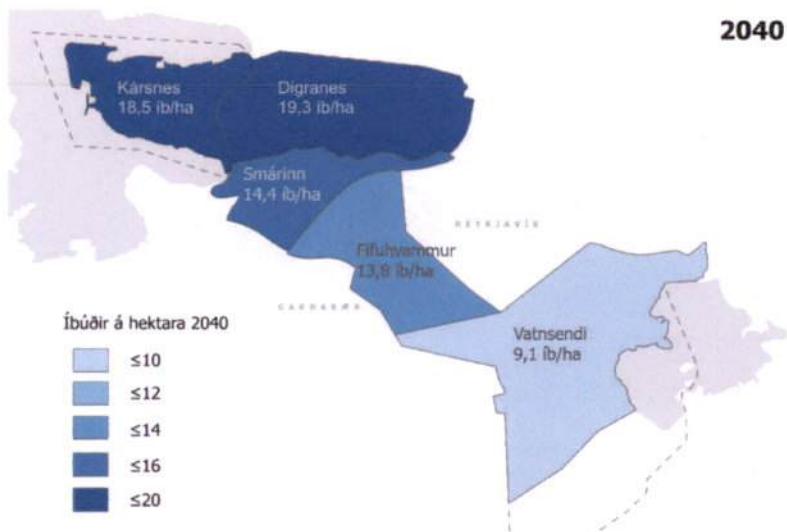 2040
Kársnes
18,5 íb/ha
Digranes
19,3 íb/ha
Smárinn
14,4 íb/ha
REYKJAVÍK
Fífuhvammur
13,8 íb/ha
GARÐABÆR
Vatnsendi
9,1 íb/ha
Íbúðir á hektara 2040
≤10
≤12
≤14
≤16
≤20